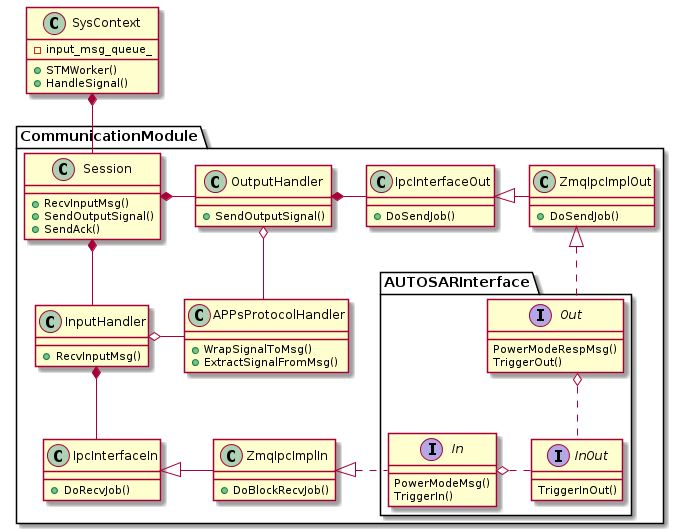 C SysContext
input_msg_queue_
STMWorker()
HandleSignal()
CommunicationModule
C Session
RecvInputMsg()
SendOutputSignal()
SendAck()
C OutputHandler
SendOutputSignal()
C IpcInterfaceOut
DoSendJob()
C ZmqIpcImplOut
DoSendJob()
C InputHandler
RecvInputMsg()
C APPsProtocolHandler
WrapSignalToMsg()
ExtractSignalFromMsg()
AUTOSARInterface
I Out
PowerModeRespMsg()
TriggerOut()
C IpcInterfaceIn
DoRecvJob()
C ZmqIpcImplIn
DoBlockRecvJob()
I In
PowerModeMsg()
TriggerIn()
I InOut
TriggerInOut()